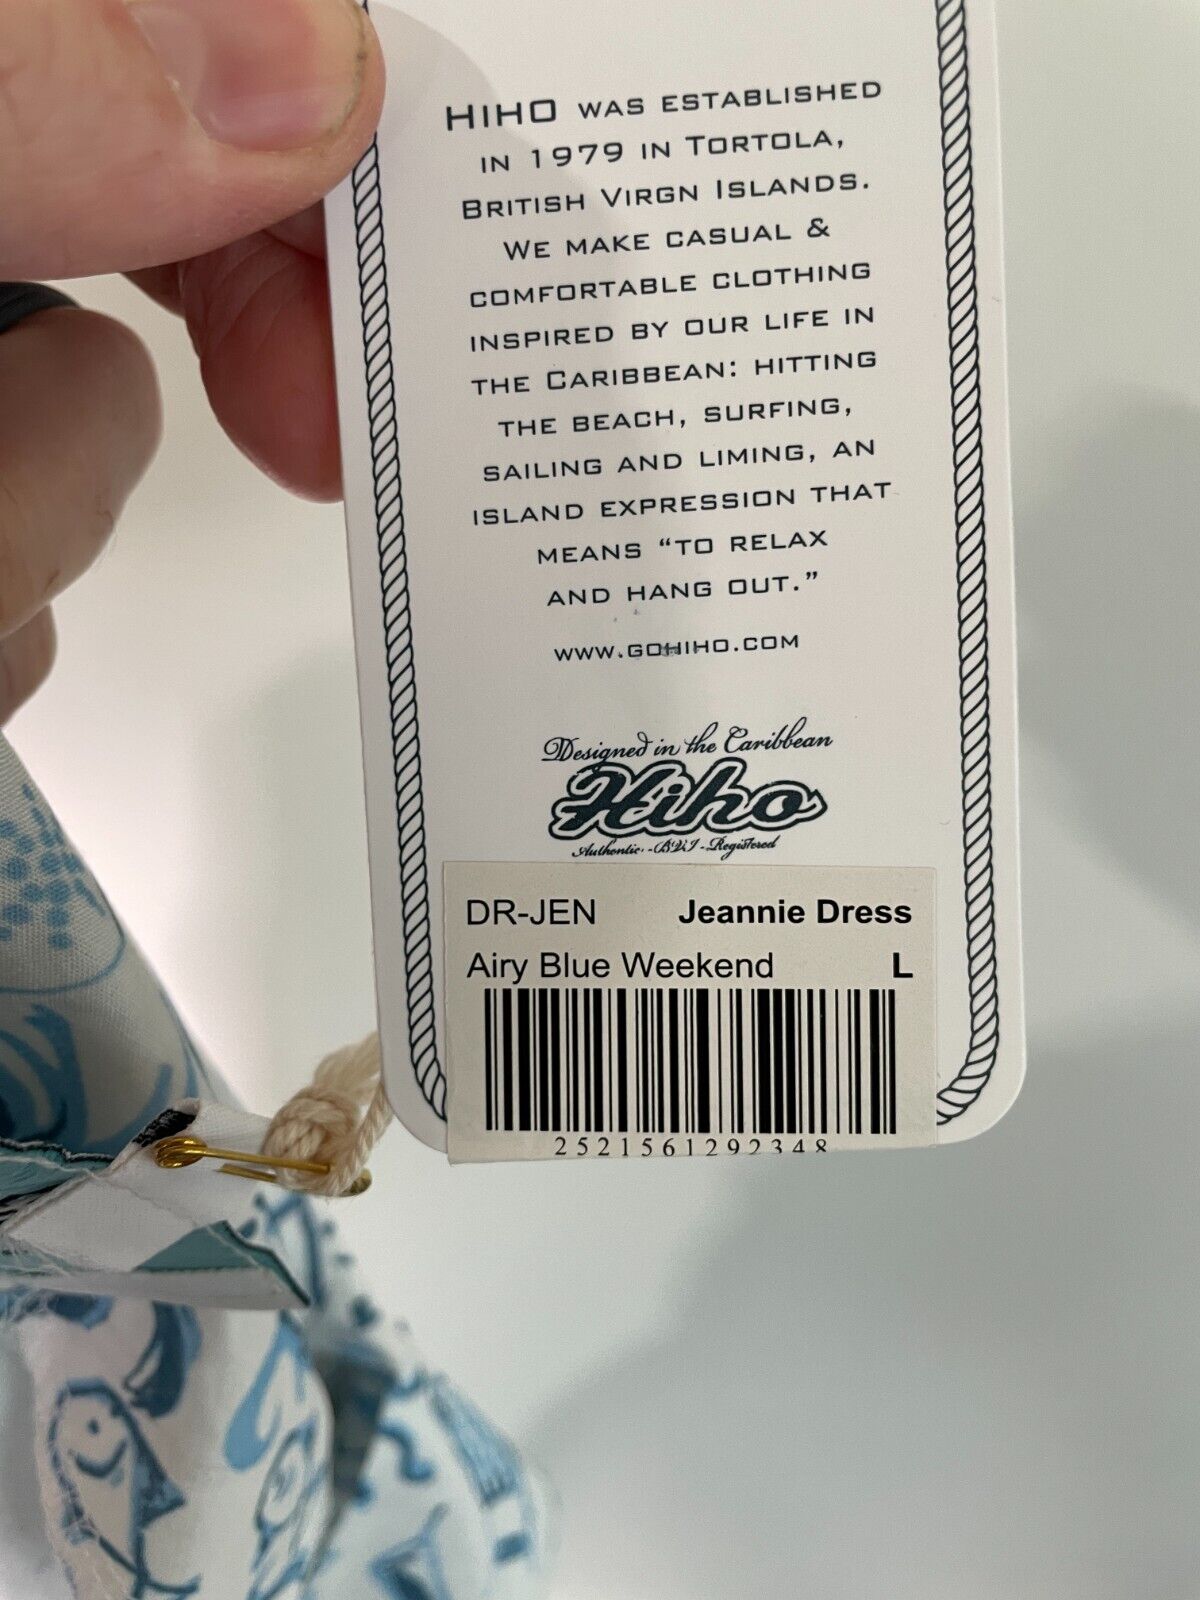 HIHO WAS ESTABLISHED
IN 1979 IN TORTOLA,
BRITISH VIRGN ISLANDS.
WE MAKE CASUAL &
COMFORTABLE CLOTHING
INSPIRED BY OUR LIFE IN
THE CARIBBEAN: HITTING
THE BEACH, SURFING,
SAILING AND LIMING, AN
ISLAND EXPRESSION THAT
MEANS “TO RELAX
AND HANG OUT.”
WWW.GOHIHO.COM
Designed in the Caribbean
Hiho
Authentic - BVI - Registered
DR-JEN Jeannie Dress
Airy Blue Weekend L
2521561292348